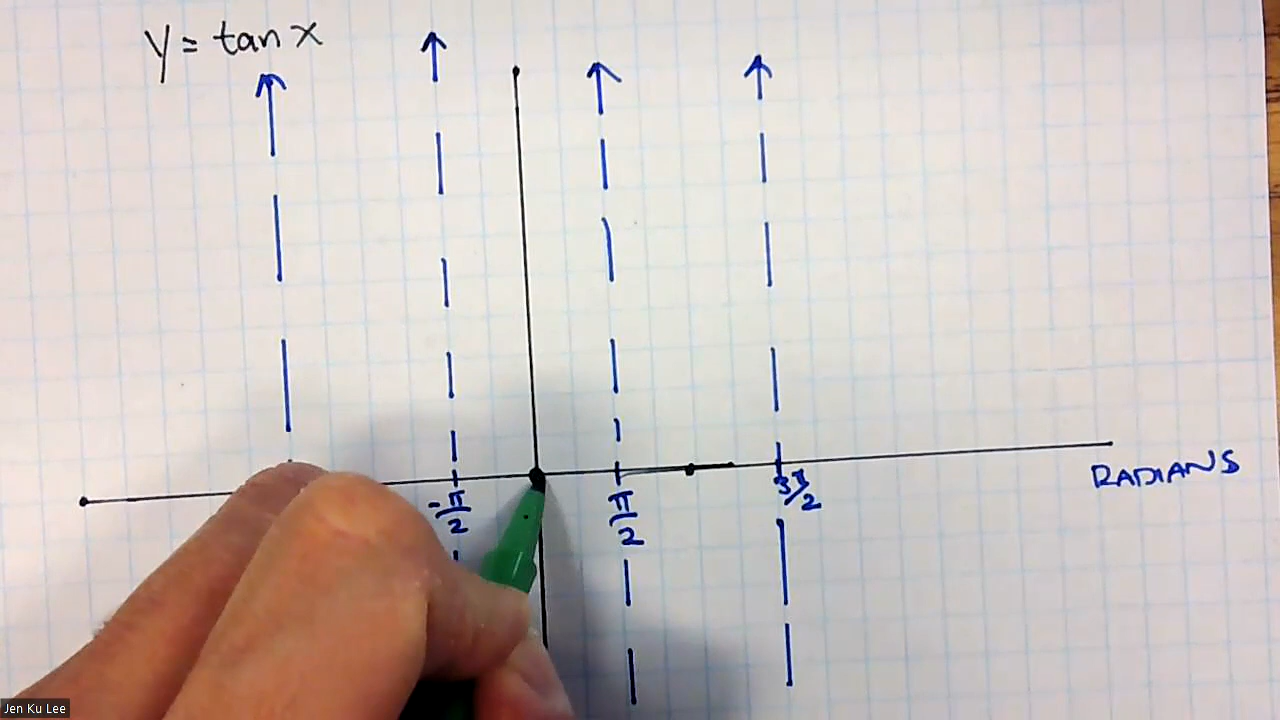 y = tan x
-π/2
π/2
3π/2
RADIANS
Jen Ku Lee